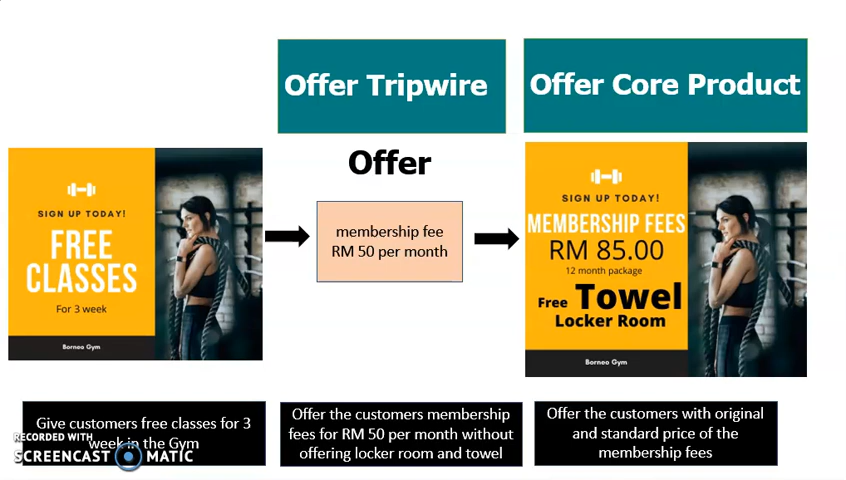 Offer Tripwire
Offer Core Product
Offer
SIGN UP TODAY!
FREE
CLASSES
For 3 week
Borneo Gym
membership fee
RM 50 per month
SIGN UP TODAY!
MEMBERSHIP FEES
RM 85.00
12 month package
Free Towel
Locker Room
Borneo Gym
Give customers free classes for 3
week in the Gym
Offer the customers membership
fees for RM 50 per month without
offering locker room and towel
Offer the customers with original
and standard price of the
membership fees
RECORDED WITH
SCREENCAST MATIC